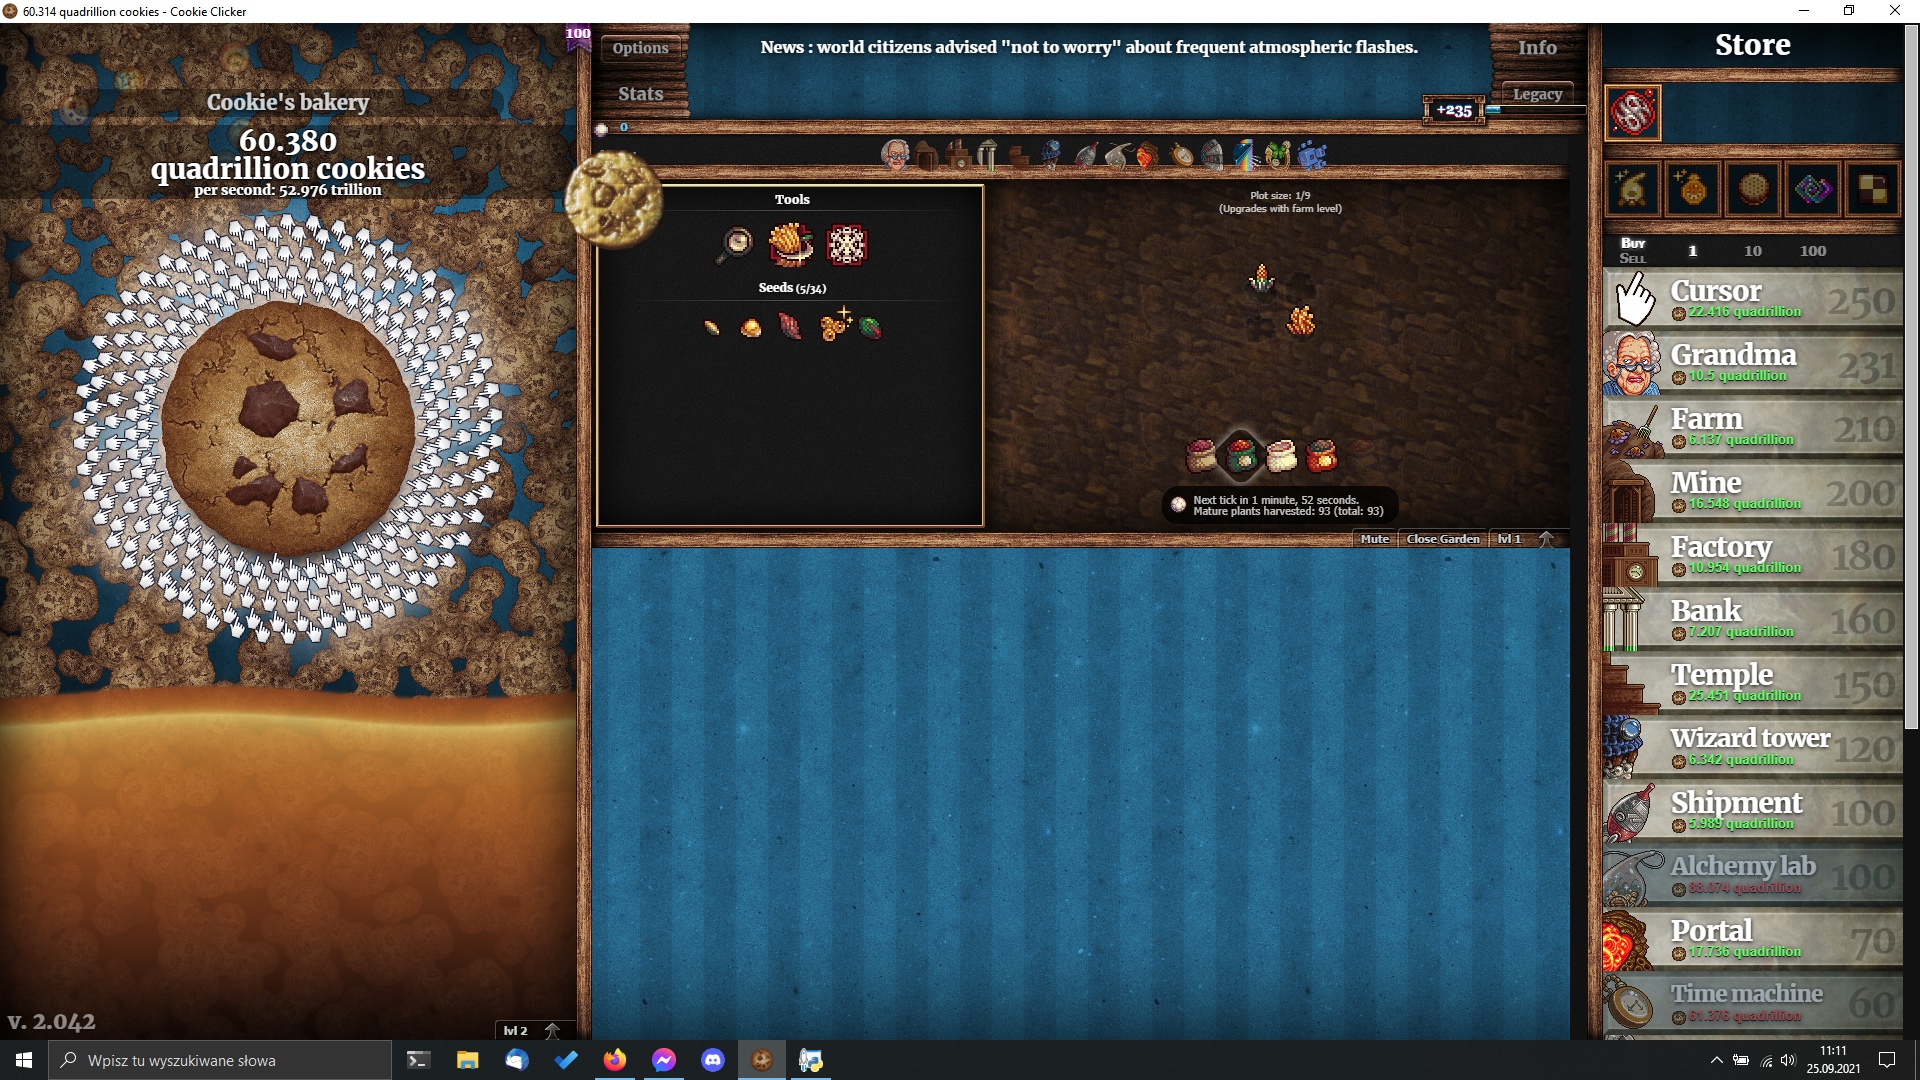 60.314 quadrillion cookies - Cookie Clicker
100
Options
Stats
News : world citizens advised "not to worry" about frequent atmospheric flashes.
Info
Legacy
+235
Cookie's bakery
60.380
quadrillion cookies
per second: 52.976 trillion
0
Tools
Seeds (5/34)
Plot size: 1/9
(Upgrades with farm level)
Next tick in 1 minute, 52 seconds.
Mature plants harvested: 93 (total: 93)
Mute
Close Garden
lvl 1
Store
Buy
Sell
1
10
100
Cursor
22.416 quadrillion
250
Grandma
10.5 quadrillion
231
Farm
6.137 quadrillion
210
Mine
16.548 quadrillion
200
Factory
10.954 quadrillion
180
Bank
7.207 quadrillion
160
Temple
25.451 quadrillion
150
Wizard tower
6.342 quadrillion
120
Shipment
5.989 quadrillion
100
Alchemy lab
88.074 quadrillion
100
Portal
17.736 quadrillion
70
Time machine
61.376 quadrillion
60
v. 2.042
lvl 2
Wpisz tu wyszukiwane słowa
11:11
25.09.2021